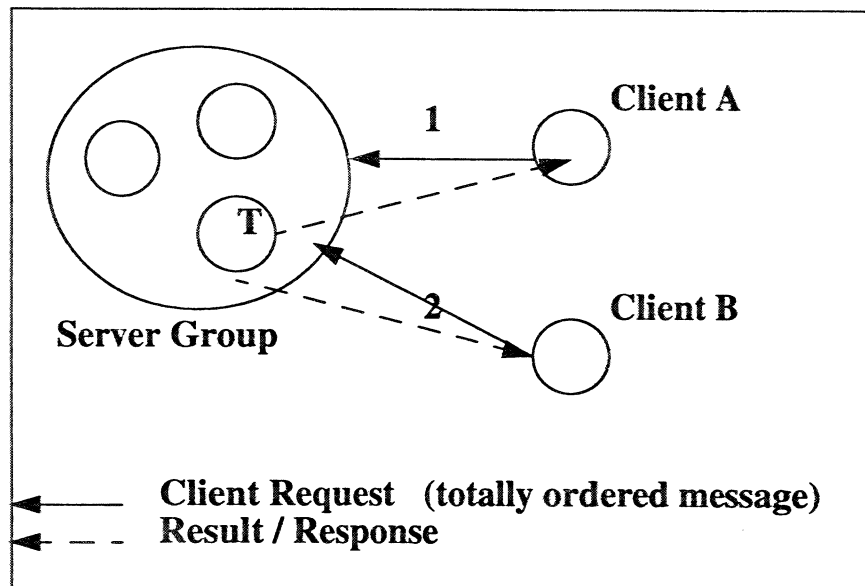 Client A
1
T
2
Client B
Server Group
Client Request (totally ordered message)
Result / Response